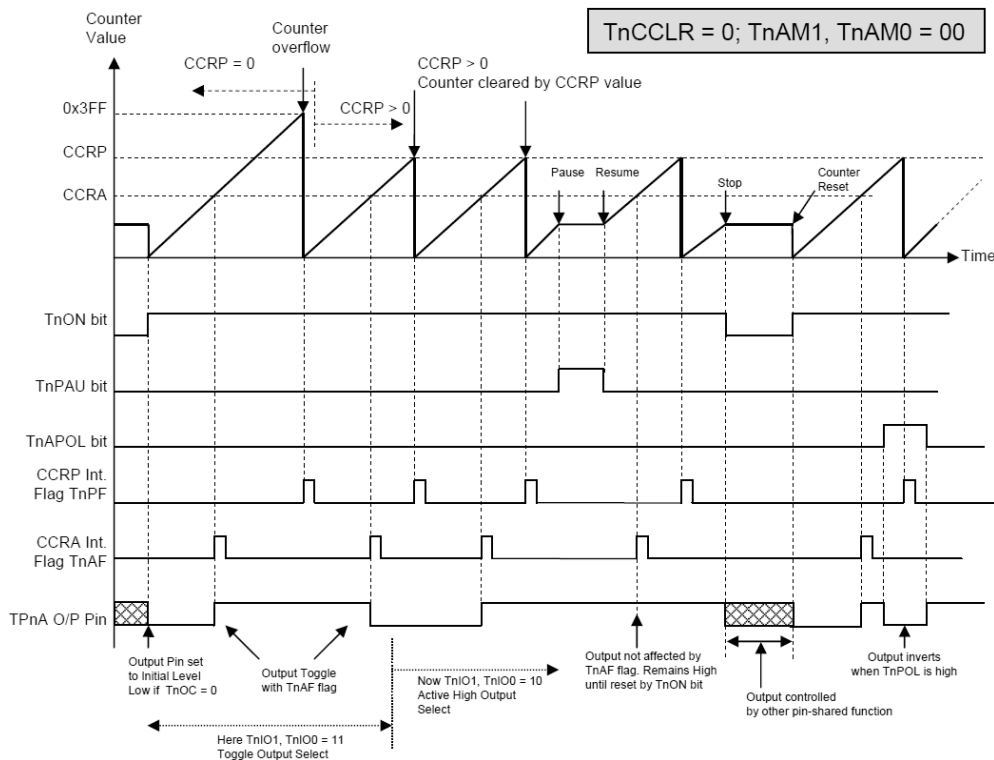 Counter
Value
Counter
overflow
TnCCLR = 0; TnAM1, TnAM0 = 00
CCRP = 0
CCRP > 0
Counter cleared by CCRP value
CCRP > 0
0x3FF
CCRP
CCRA
Pause
Resume
Stop
Counter
Reset
Time
TnON bit
TnPAU bit
TnAPOL bit
CCRP Int.
Flag TnPF
CCRA Int.
Flag TnAF
TPnA O/P Pin
Output Pin set
to Initial Level
Low if TnOC = 0
Output Toggle
with TnAF flag
Now TnIO1, TnIO0 = 10
Active High Output
Select
Output not affected by
TnAF flag. Remains High
until reset by TnON bit
Output controlled
by other pin-shared function
Output inverts
when TnPOL is high
Here TnIO1, TnIO0 = 11
Toggle Output Select